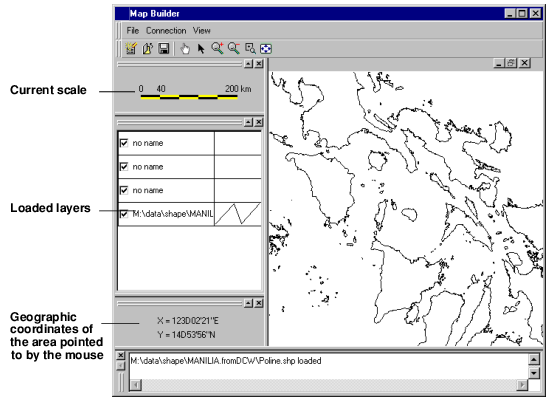 Map Builder
File Connection View
Current scale
0 40 200 km
no name
no name
no name
Loaded layers
M:\data\shape\MANIL
Geographic
coordinates of
the area pointed
to by the mouse
X = 123D02'21"E
Y = 14D53'56"N
M:\data\shape\MANILIA.fromDCW\Poline.shp loaded